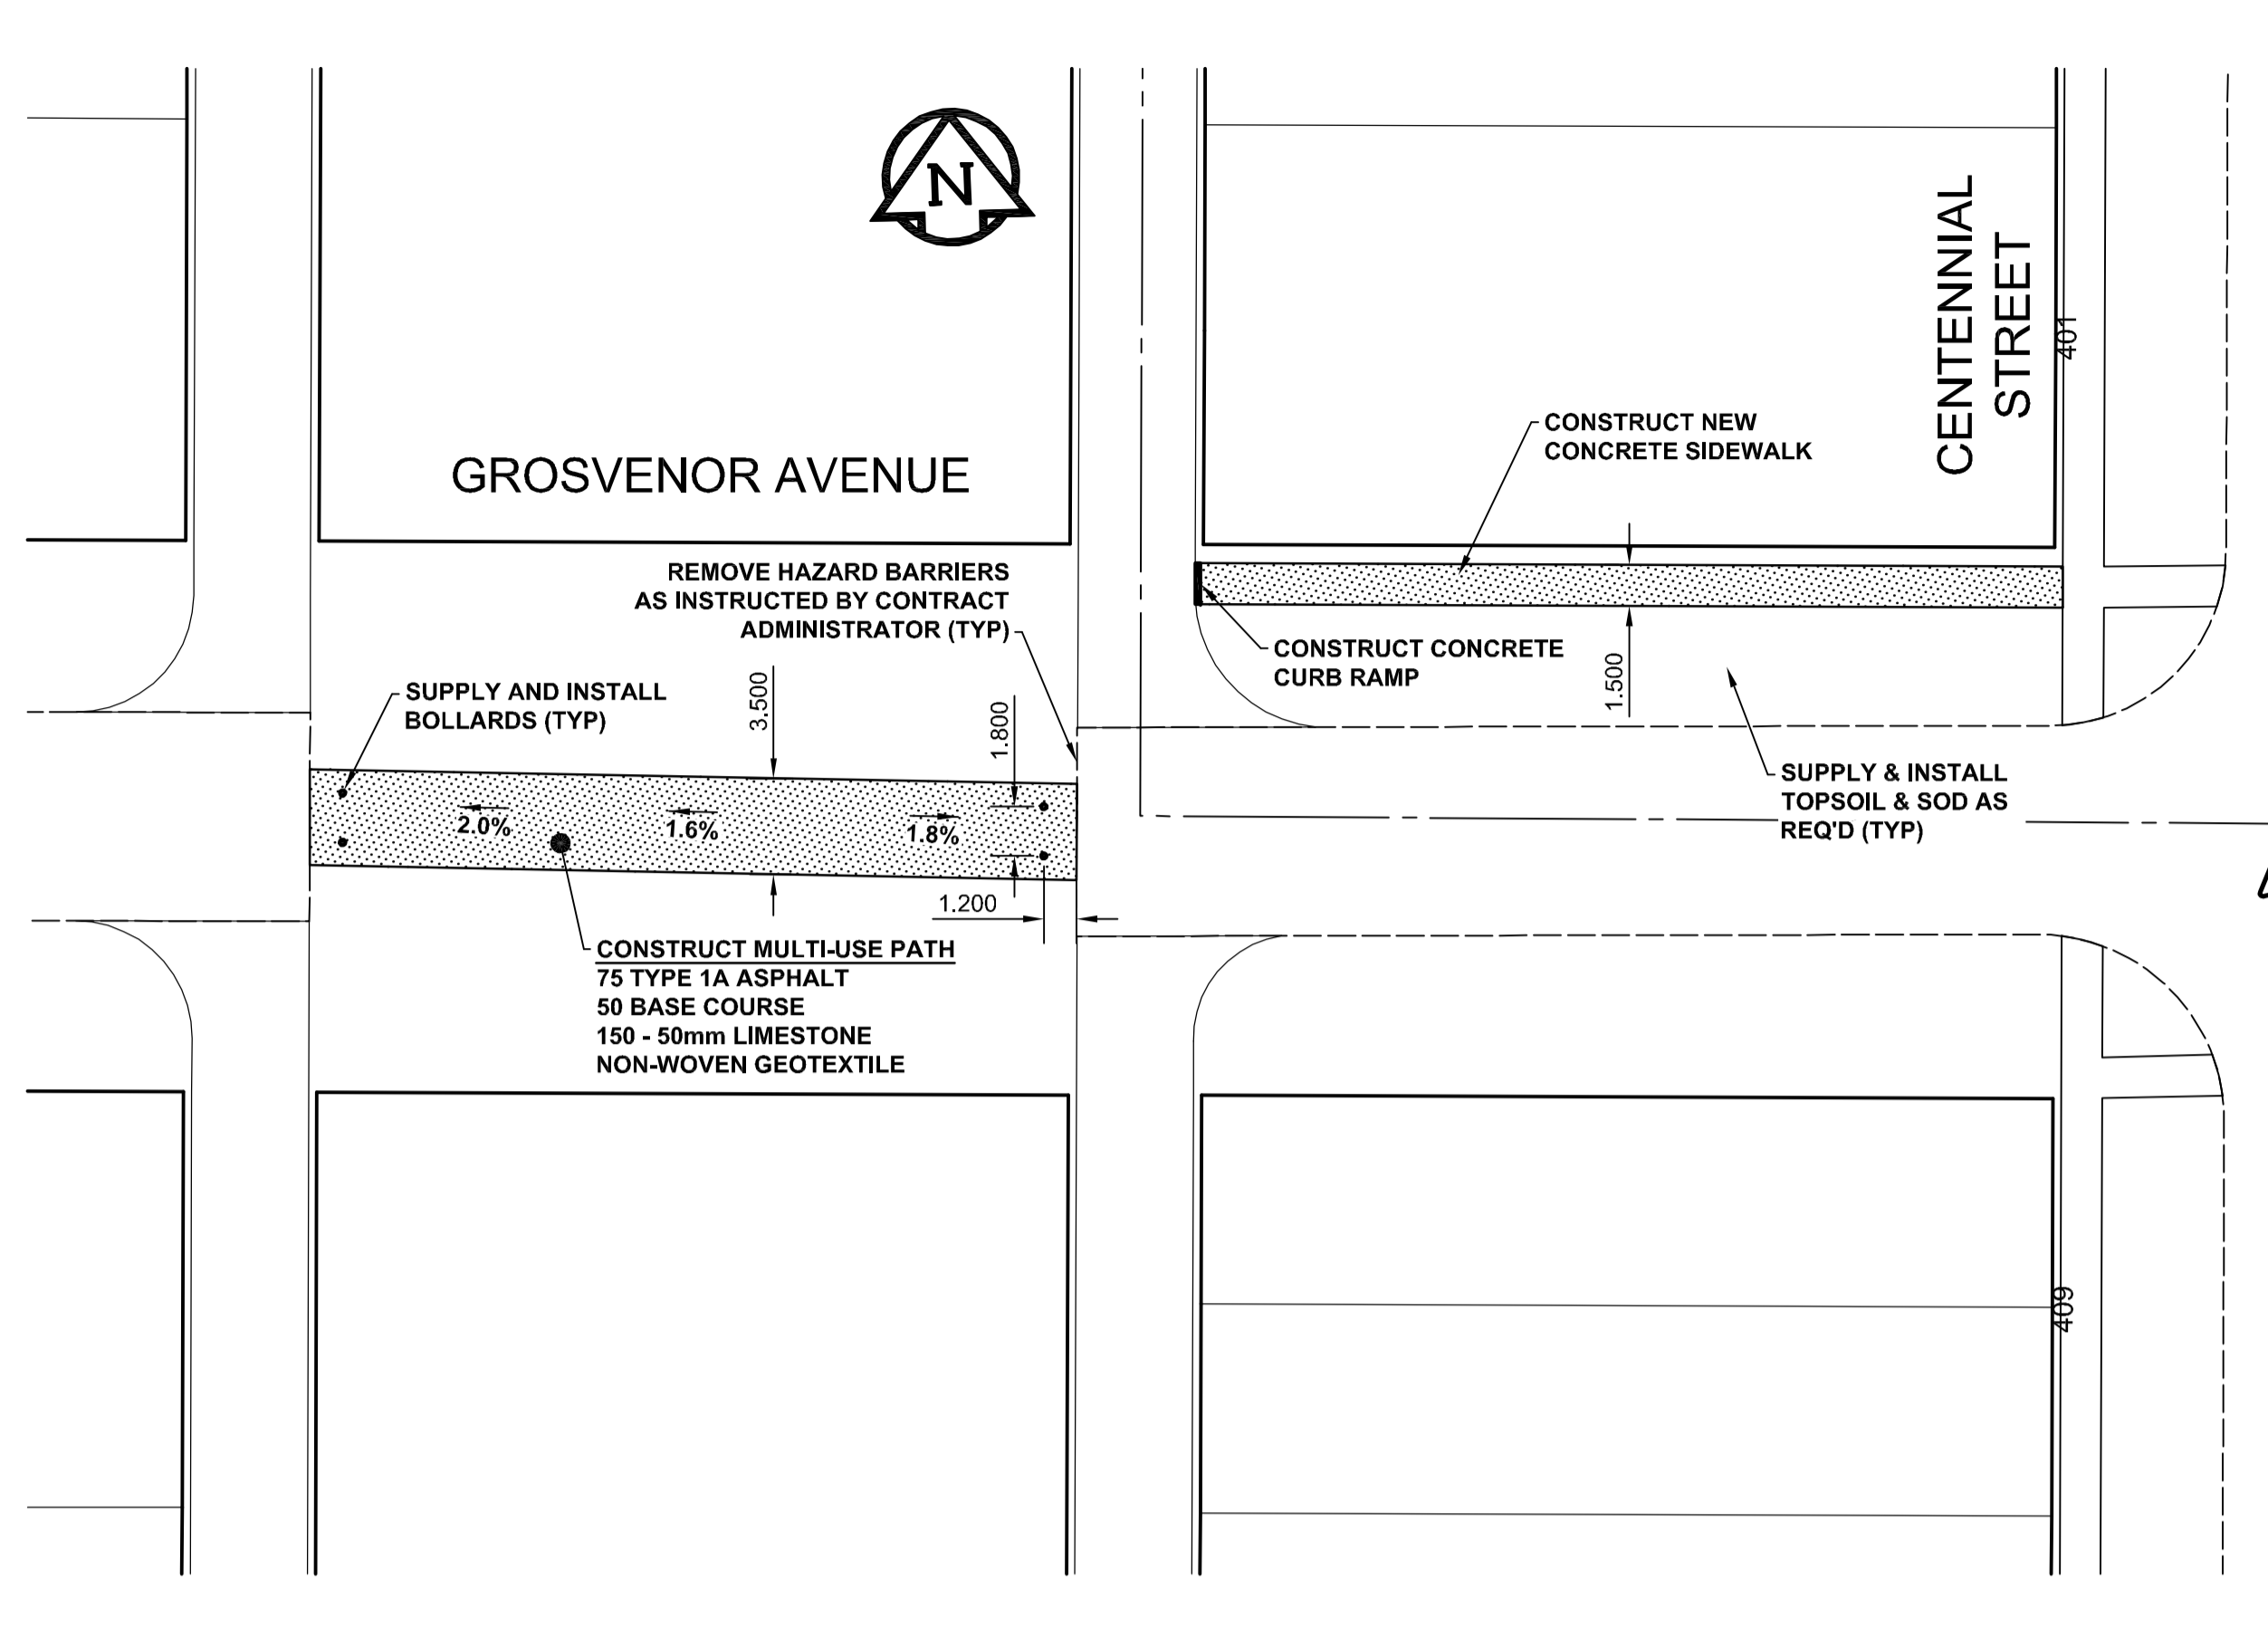 N
GROSVENOR AVENUE
CENTENNIAL
STREET
401
CONSTRUCT NEW
CONCRETE SIDEWALK
REMOVE HAZARD BARRIERS
AS INSTRUCTED BY CONTRACT
ADMINISTRATOR (TYP)
CONSTRUCT CONCRETE
CURB RAMP
1.500
SUPPLY AND INSTALL
BOLLARDS (TYP)
3.500
1.800
SUPPLY & INSTALL
TOPSOIL & SOD AS
REQ'D (TYP)
2.0%
1.6%
1.8%
1.200
CONSTRUCT MULTI-USE PATH
75 TYPE 1A ASPHALT
50 BASE COURSE
150 - 50mm LIMESTONE
NON-WOVEN GEOTEXTILE
409